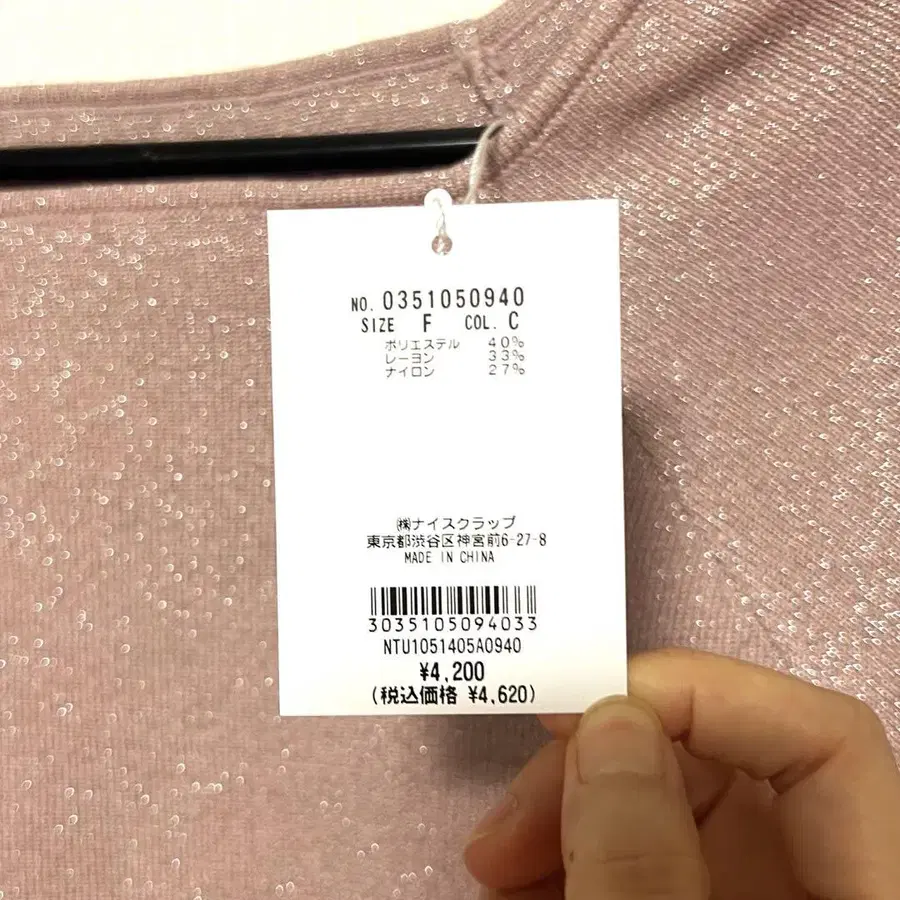 NO. 0351050940
SIZE F COL. C
ポリエステル 40%
レーヨン 33%
ナイロン 27%
㈱ナイスクラップ
東京都渋谷区神宮前6-27-8
MADE IN CHINA
3035105094033
NTU1051405A0940
¥4,200
(税込価格 ¥4,620)